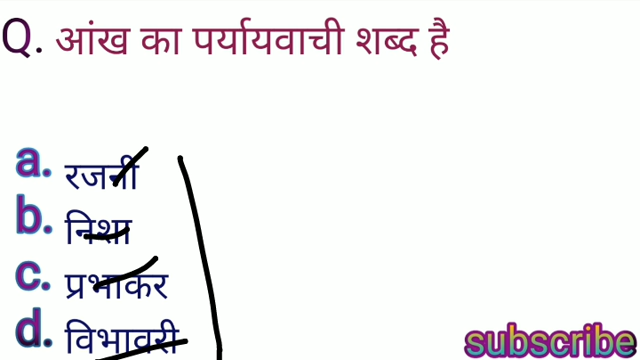 Q. आंख का पर्यायवाची शब्द है
a. रजनी
b. निशा
c. प्रभाकर
d. विभावरी
subscribe